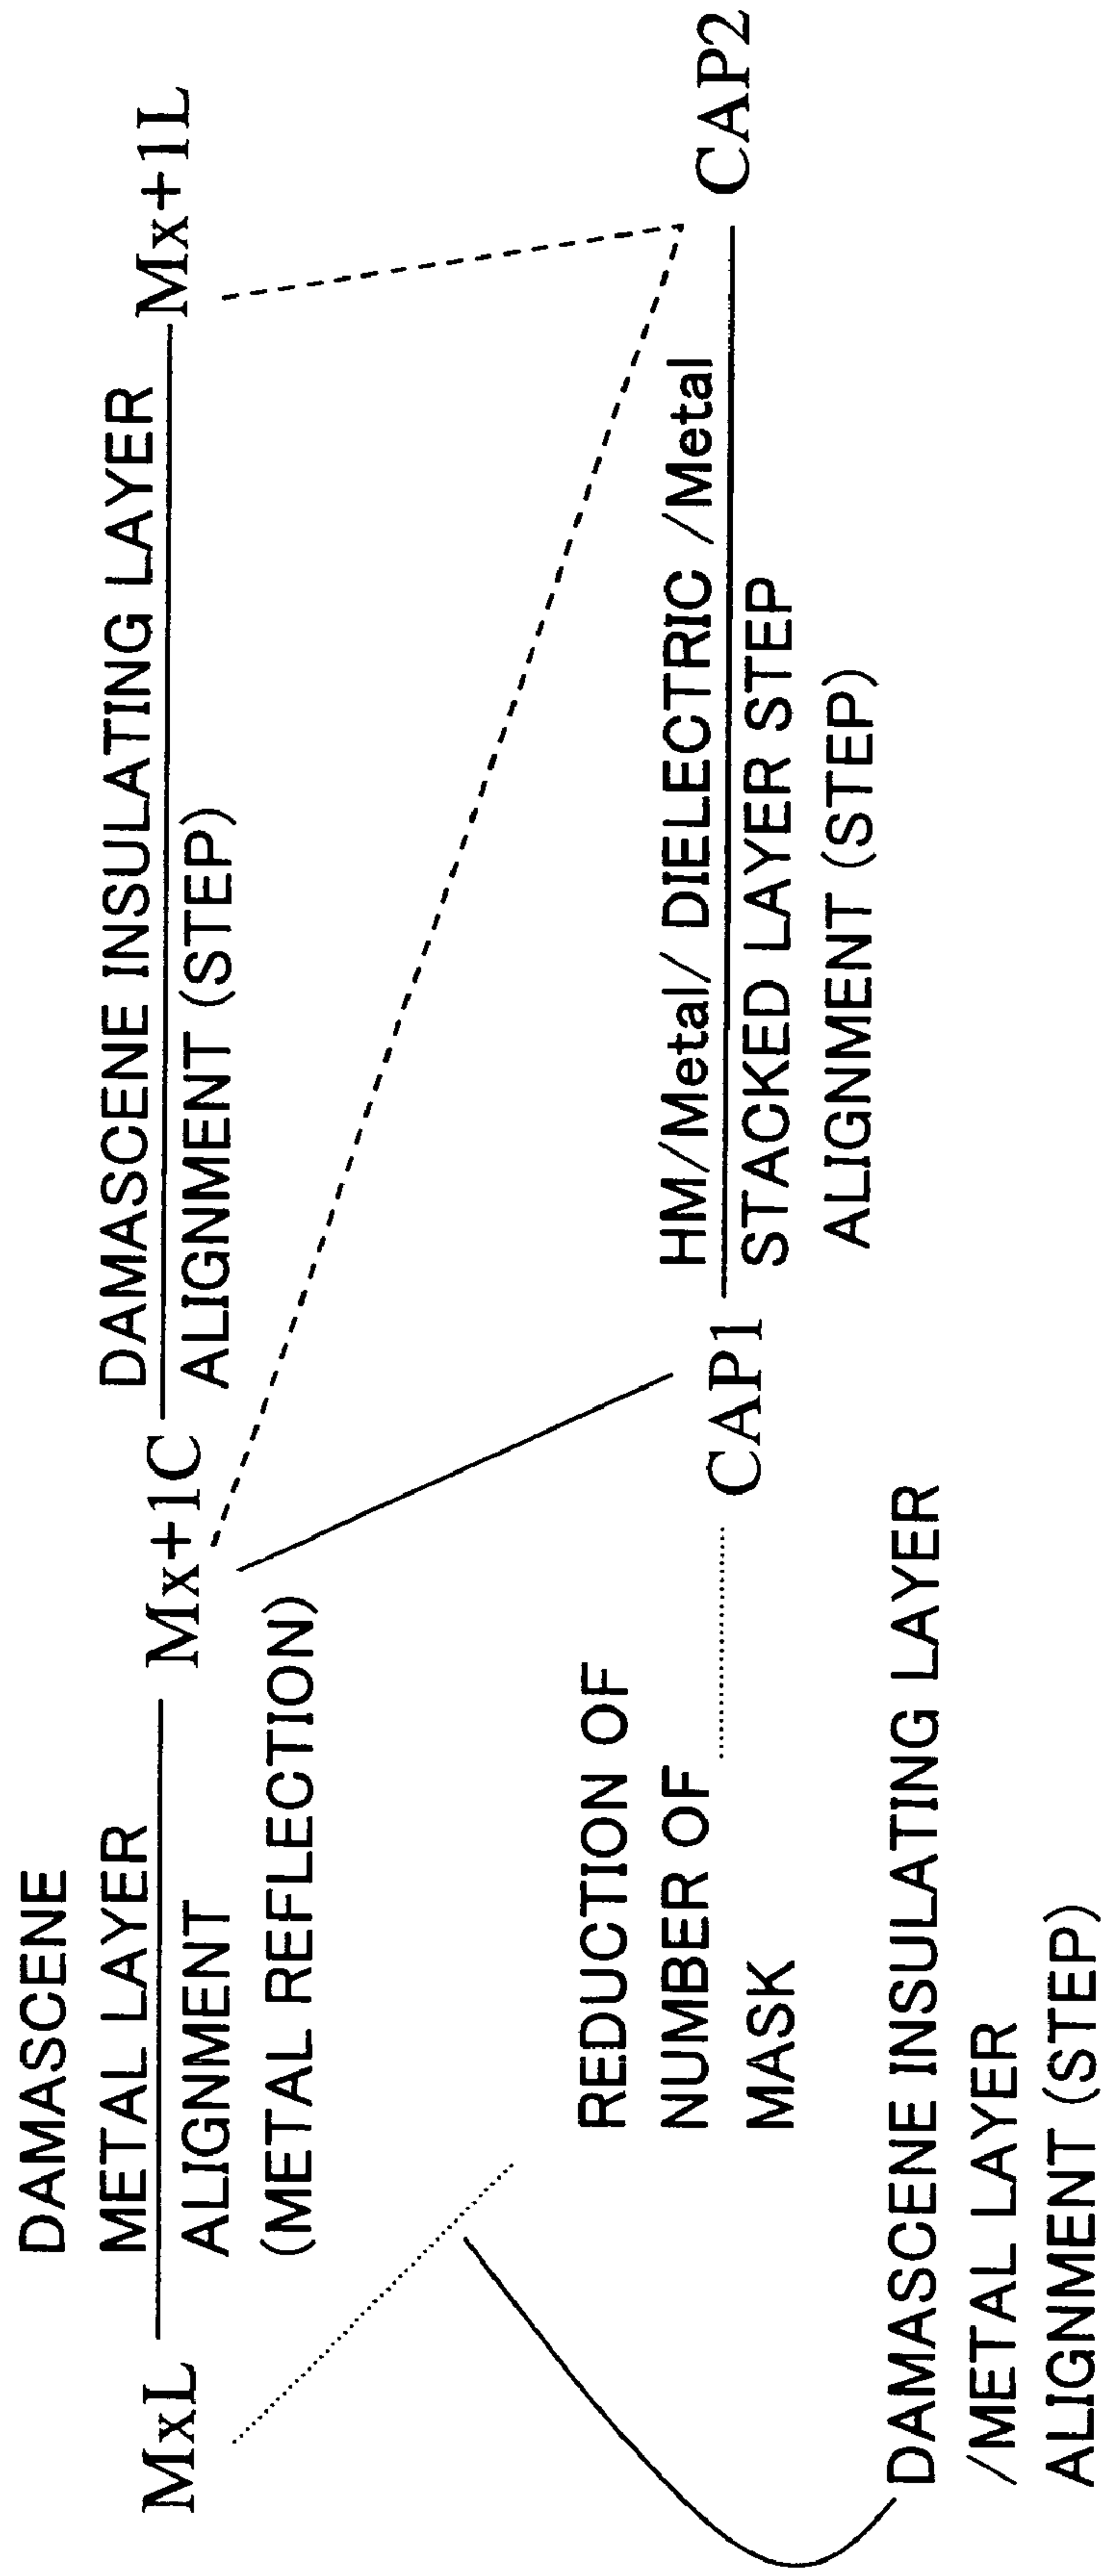 MxL
DAMASCENE
METAL LAYER
ALIGNMENT
(METAL REFLECTION)
Mx+1C
DAMASCENE INSULATING LAYER
ALIGNMENT (STEP)
Mx+1L
REDUCTION OF
NUMBER OF
MASK
CAP1
HM/Metal/ DIELECTRIC /Metal
STACKED LAYER STEP
ALIGNMENT (STEP)
CAP2
DAMASCENE INSULATING LAYER
/METAL LAYER
ALIGNMENT (STEP)